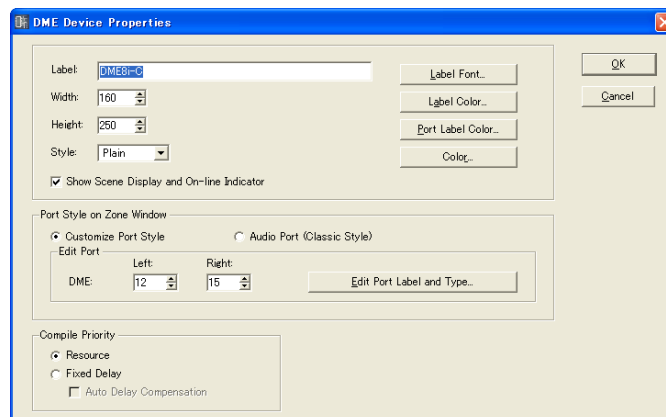 DME Device Properties
Label: DME8i-C Label Font... OK
Width: 160 Label Color... Cancel
Height: 250 Port Label Color...
Style: Plain Color...
Show Scene Display and On-line Indicator
Port Style on Zone Window
Customize Port Style Audio Port (Classic Style)
Edit Port
Left: Right:
DME: 12 15 Edit Port Label and Type...
Compile Priority
Resource
Fixed Delay
Auto Delay Compensation